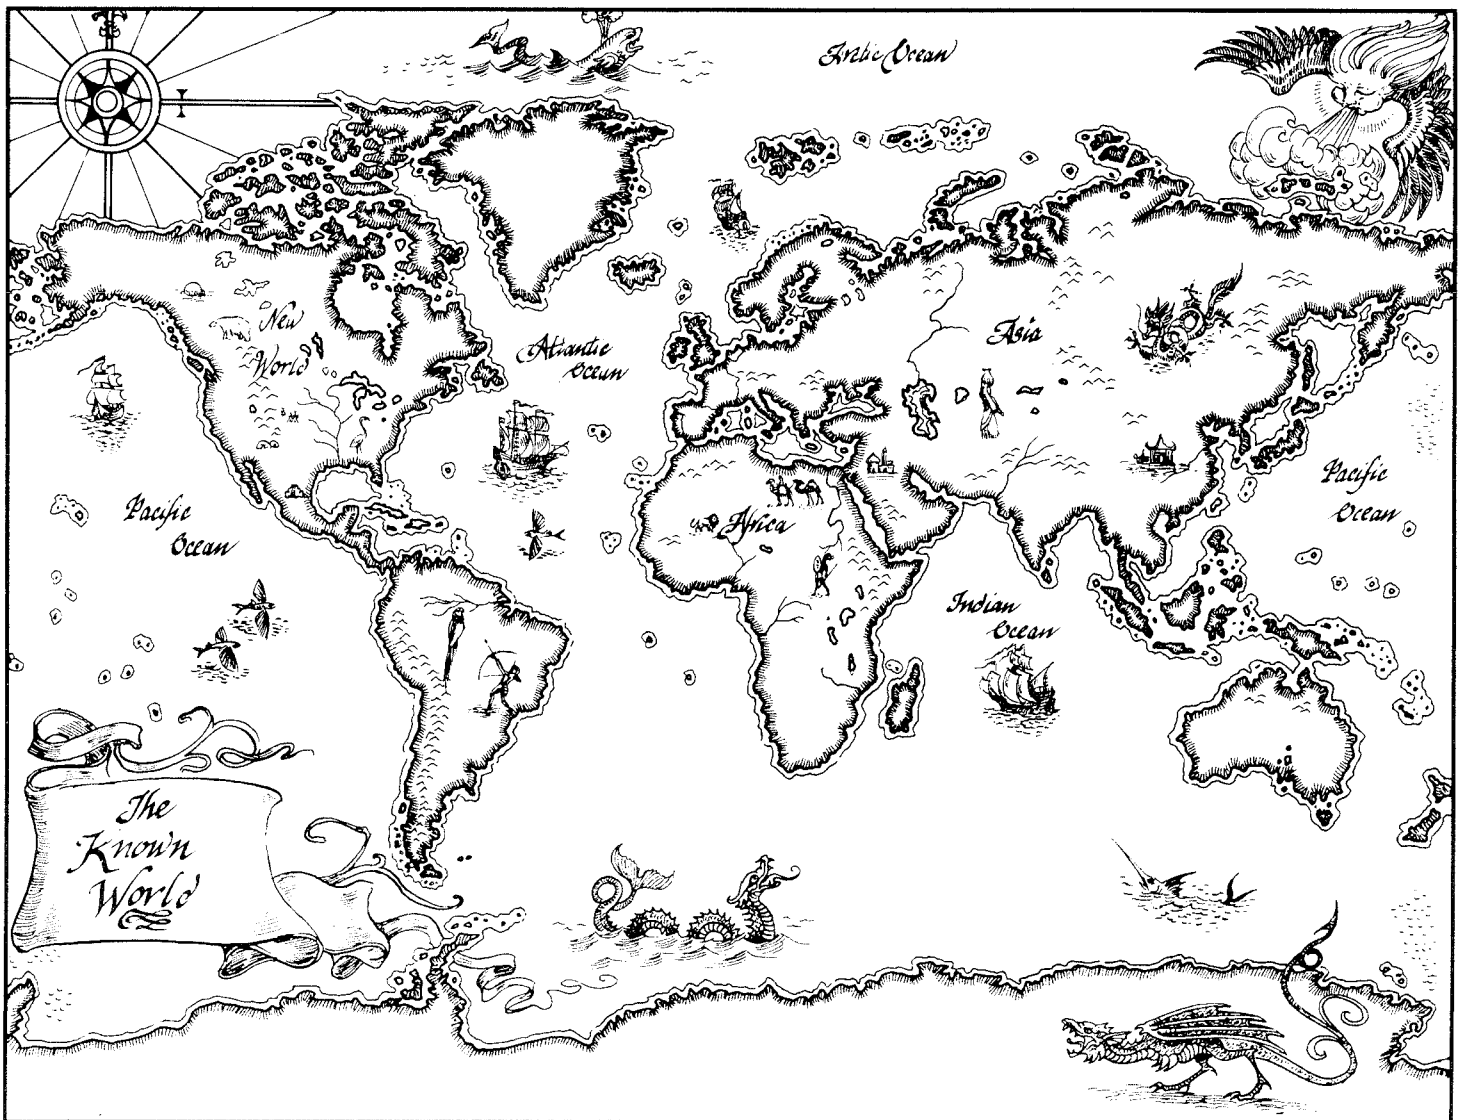 Arctic Ocean
New
World
Atlantic
Ocean
Asia
Pacific
Ocean
Africa
Pacific
Ocean
Indian
Ocean
The
Known
World